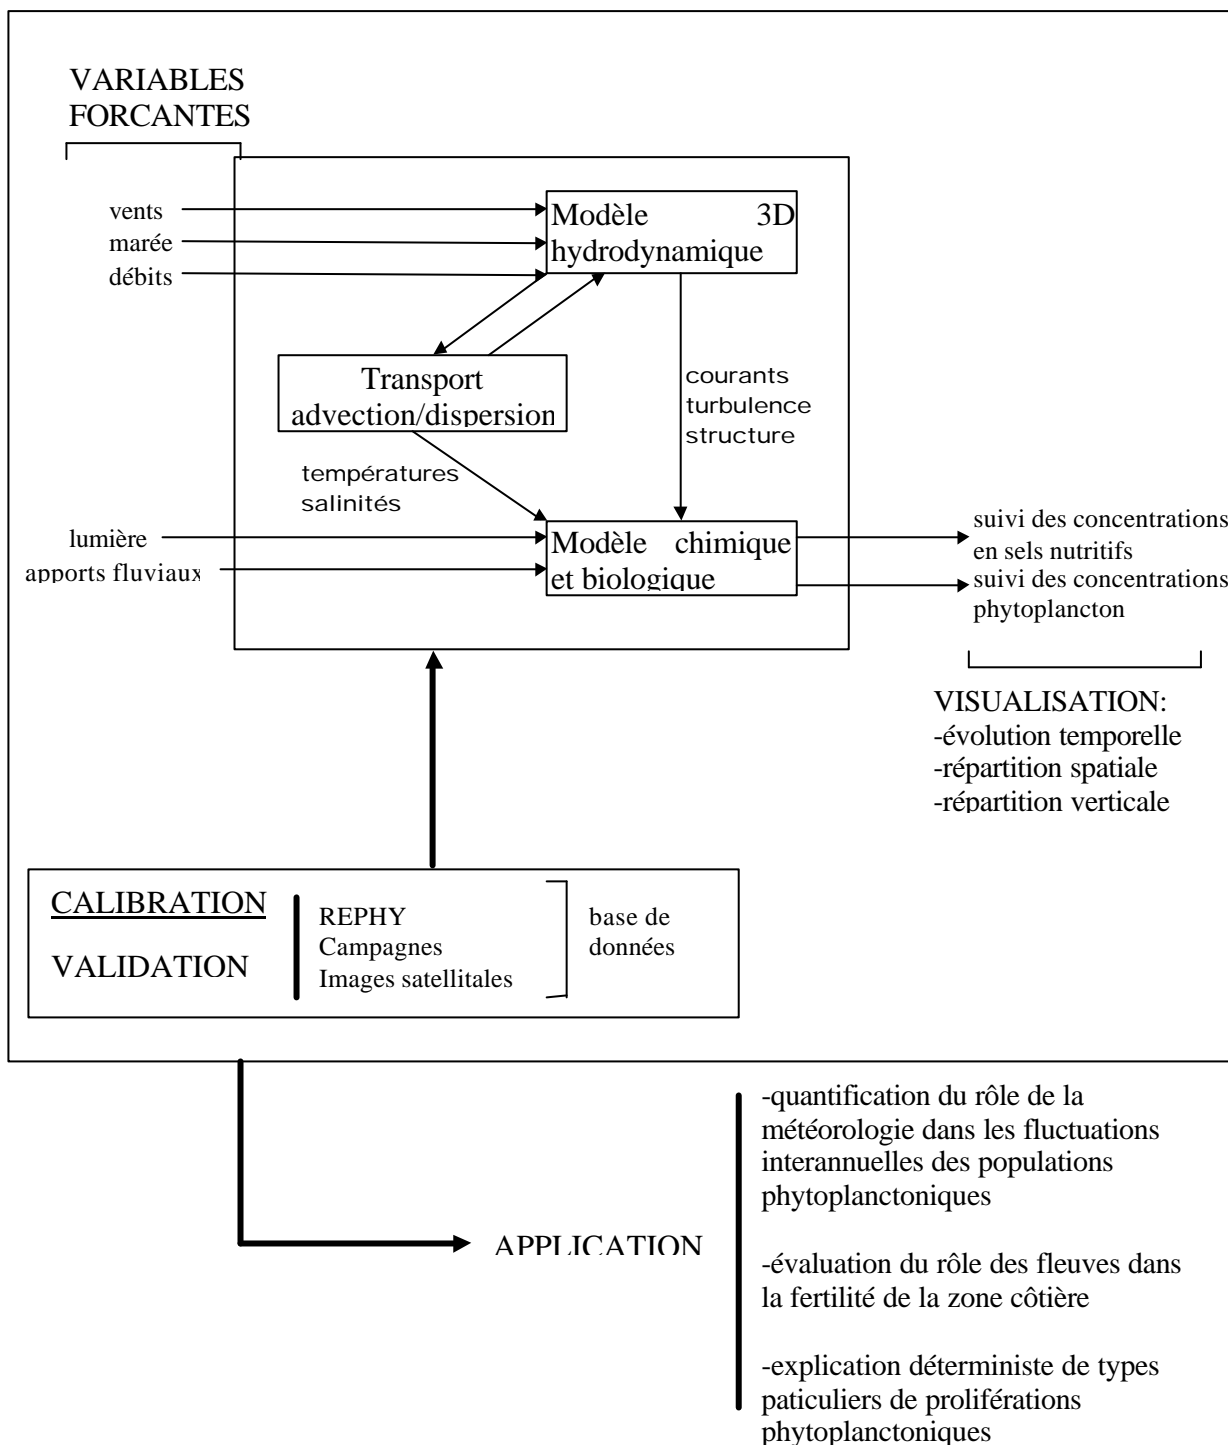 VARIABLES
FORCANTES
vents
marée
débits
Modèle 3D
hydrodynamique
Transport
advection/dispersion
courants
turbulence
structure
températures
salinités
lumière
apports fluviaux
Modèle chimique
et biologique
suivi des concentrations
en sels nutritifs
suivi des concentrations
phytoplancton
VISUALISATION:
-évolution temporelle
-répartition spatiale
-répartition verticale
CALIBRATION
VALIDATION
REPHY
Campagnes
Images satellitales
base de
données
APPLICATION
-quantification du rôle de la
météorologie dans les fluctuations
interannuelles des populations
phytoplanctoniques
-évaluation du rôle des fleuves dans
la fertilité de la zone côtière
-explication déterministe de types
paticuliers de proliférations
phytoplanctoniques